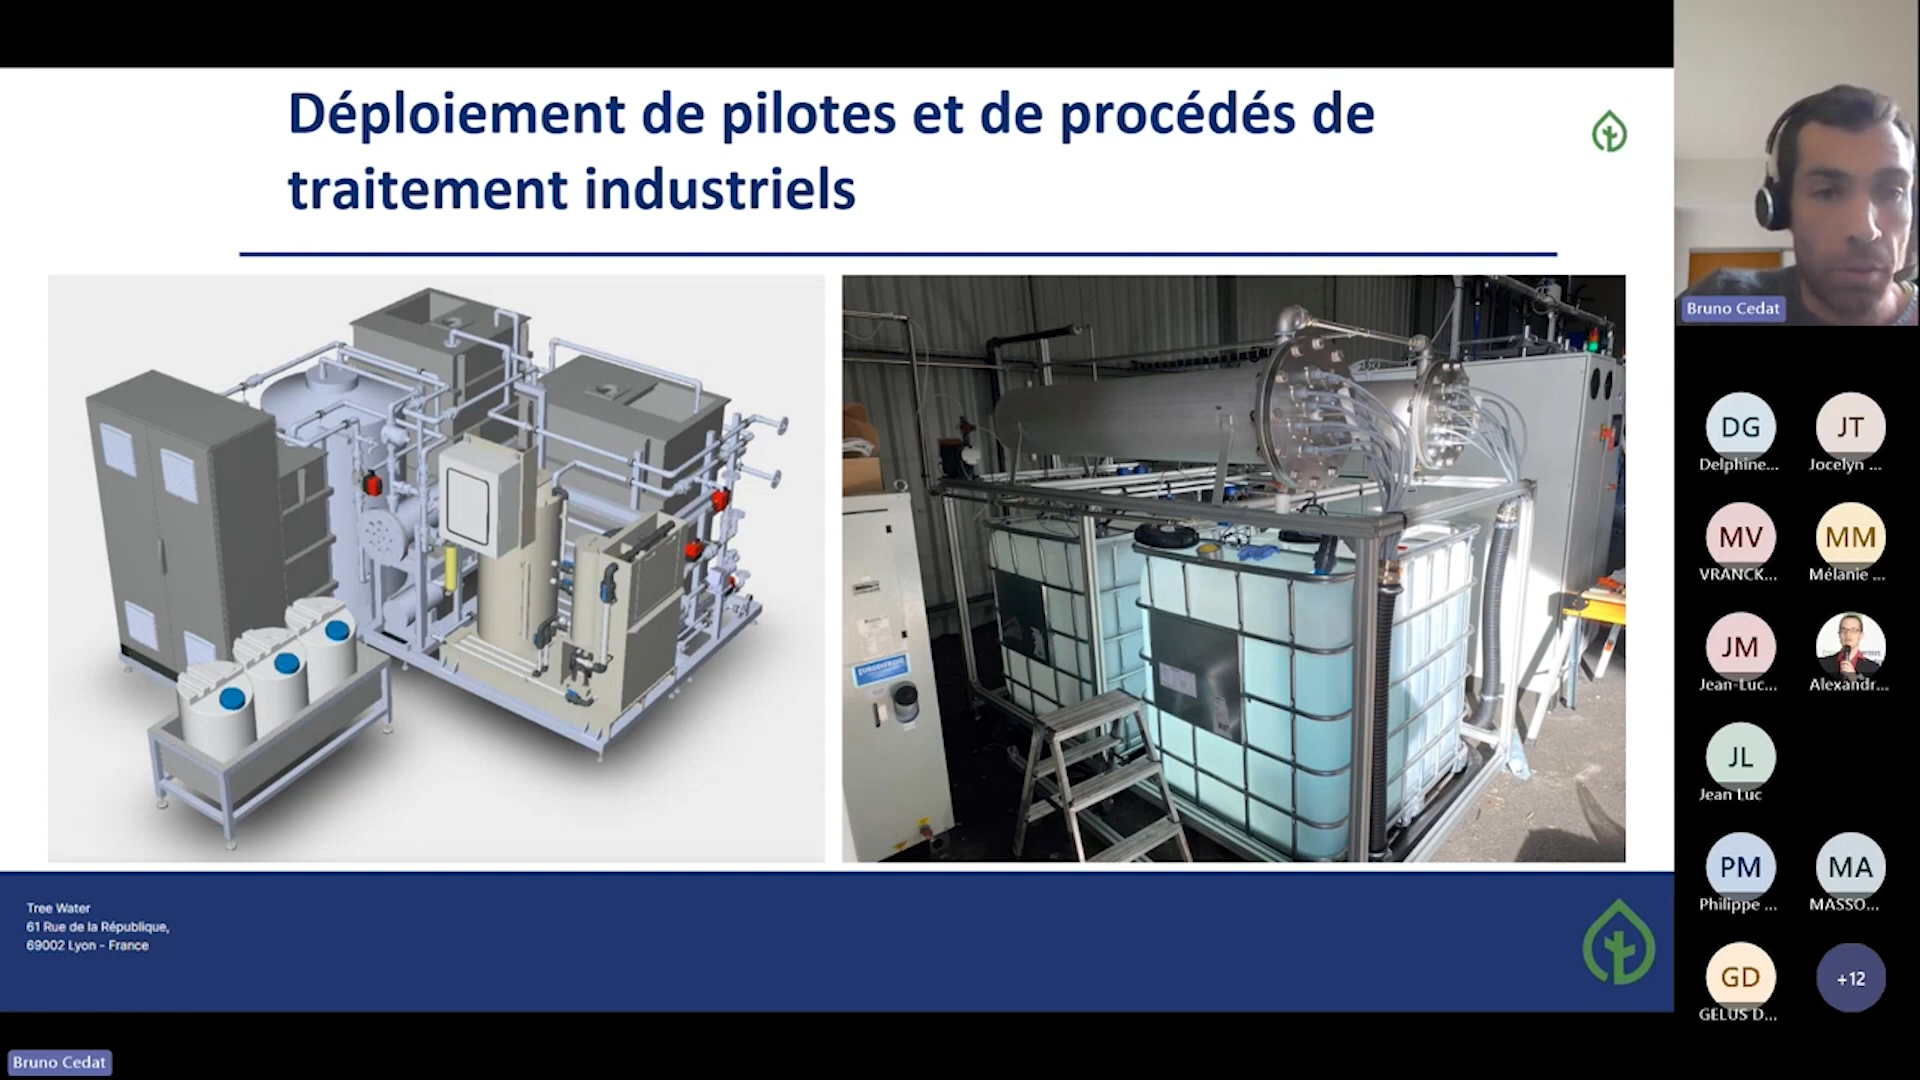 Déploiement de pilotes et de procédés de
traitement industriels
Tree Water
61 Rue de la République,
69002 Lyon - France
Bruno Cedat
Bruno Cedat
DG
Delphine...
JT
Jocelyn ...
MV
VRANCK...
MM
Mélanie ...
JM
Jean-Luc...
Alexandr...
JL
Jean Luc
PM
Philippe ...
MA
MASSO...
GD
GELUS D...
+12